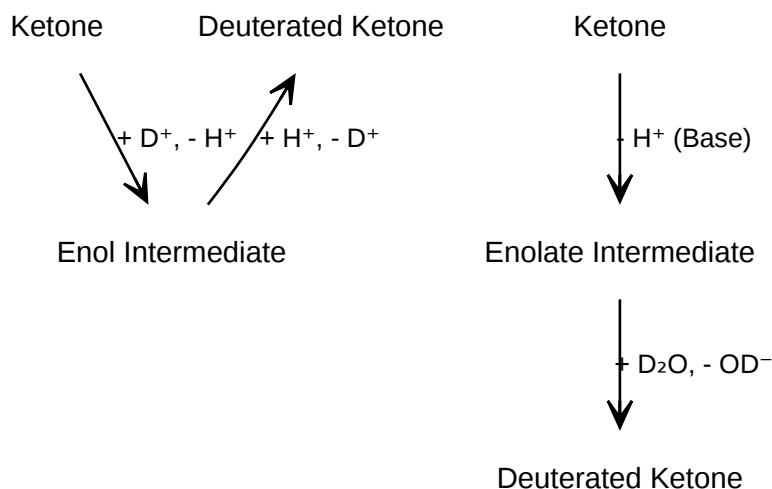 Ketone
Deuterated Ketone
Ketone
+ D⁺, - H⁺
+ H⁺, - D⁺
- H⁺ (Base)
Enol Intermediate
Enolate Intermediate
+ D₂O, - OD⁻
Deuterated Ketone